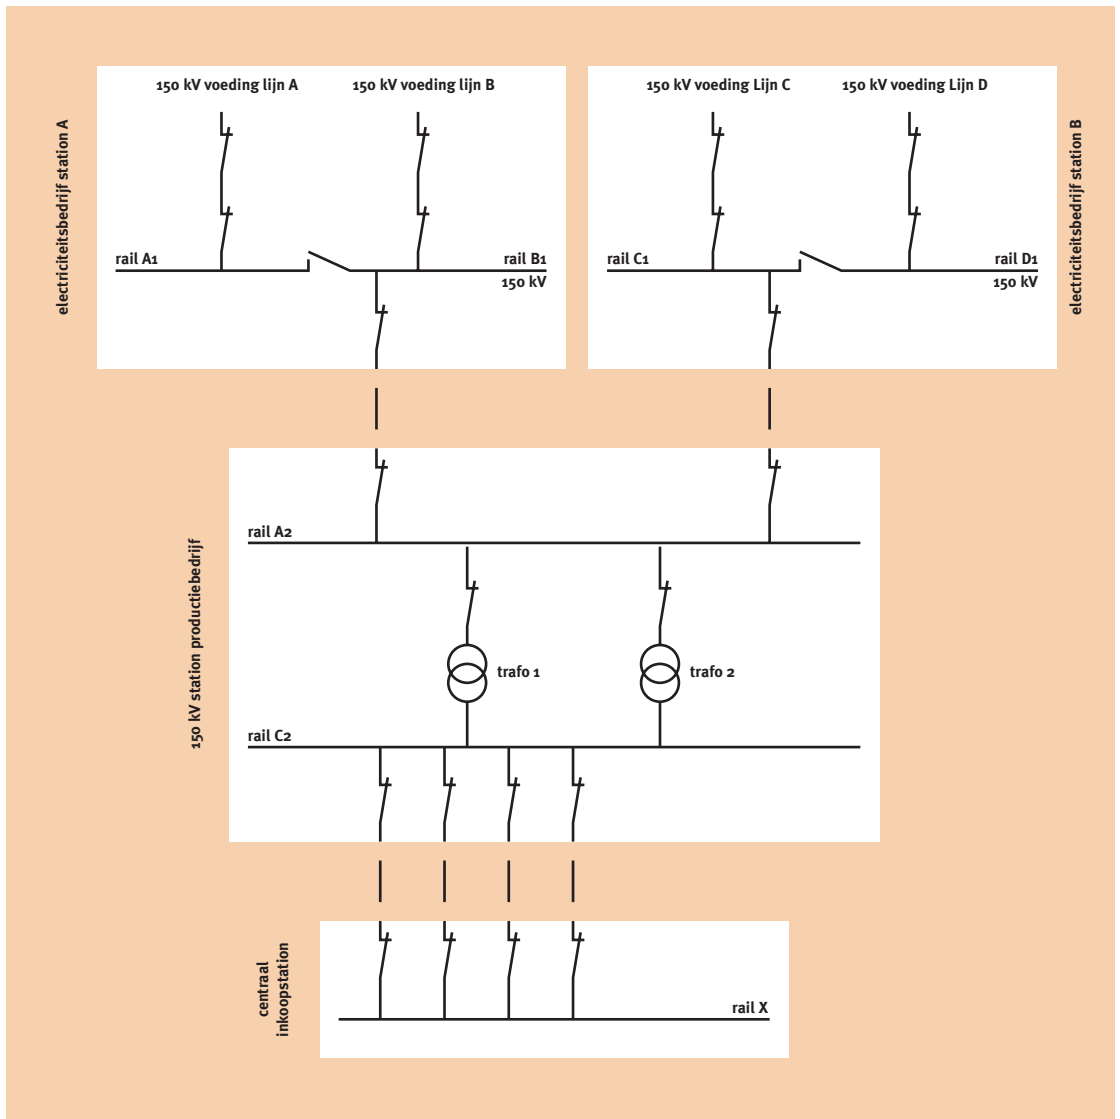 150 kV voeding lijn A
150 kV voeding lijn B
150 kV voeding Lijn C
150 kV voeding Lijn D
electriciteitsbedrijf station A
electriciteitsbedrijf station B
rail A1
rail B1
150 kV
rail C1
rail D1
150 kV
150 kV station productiebedrijf
rail A2
trafo 1
trafo 2
rail C2
centraal
inkoopstation
rail X